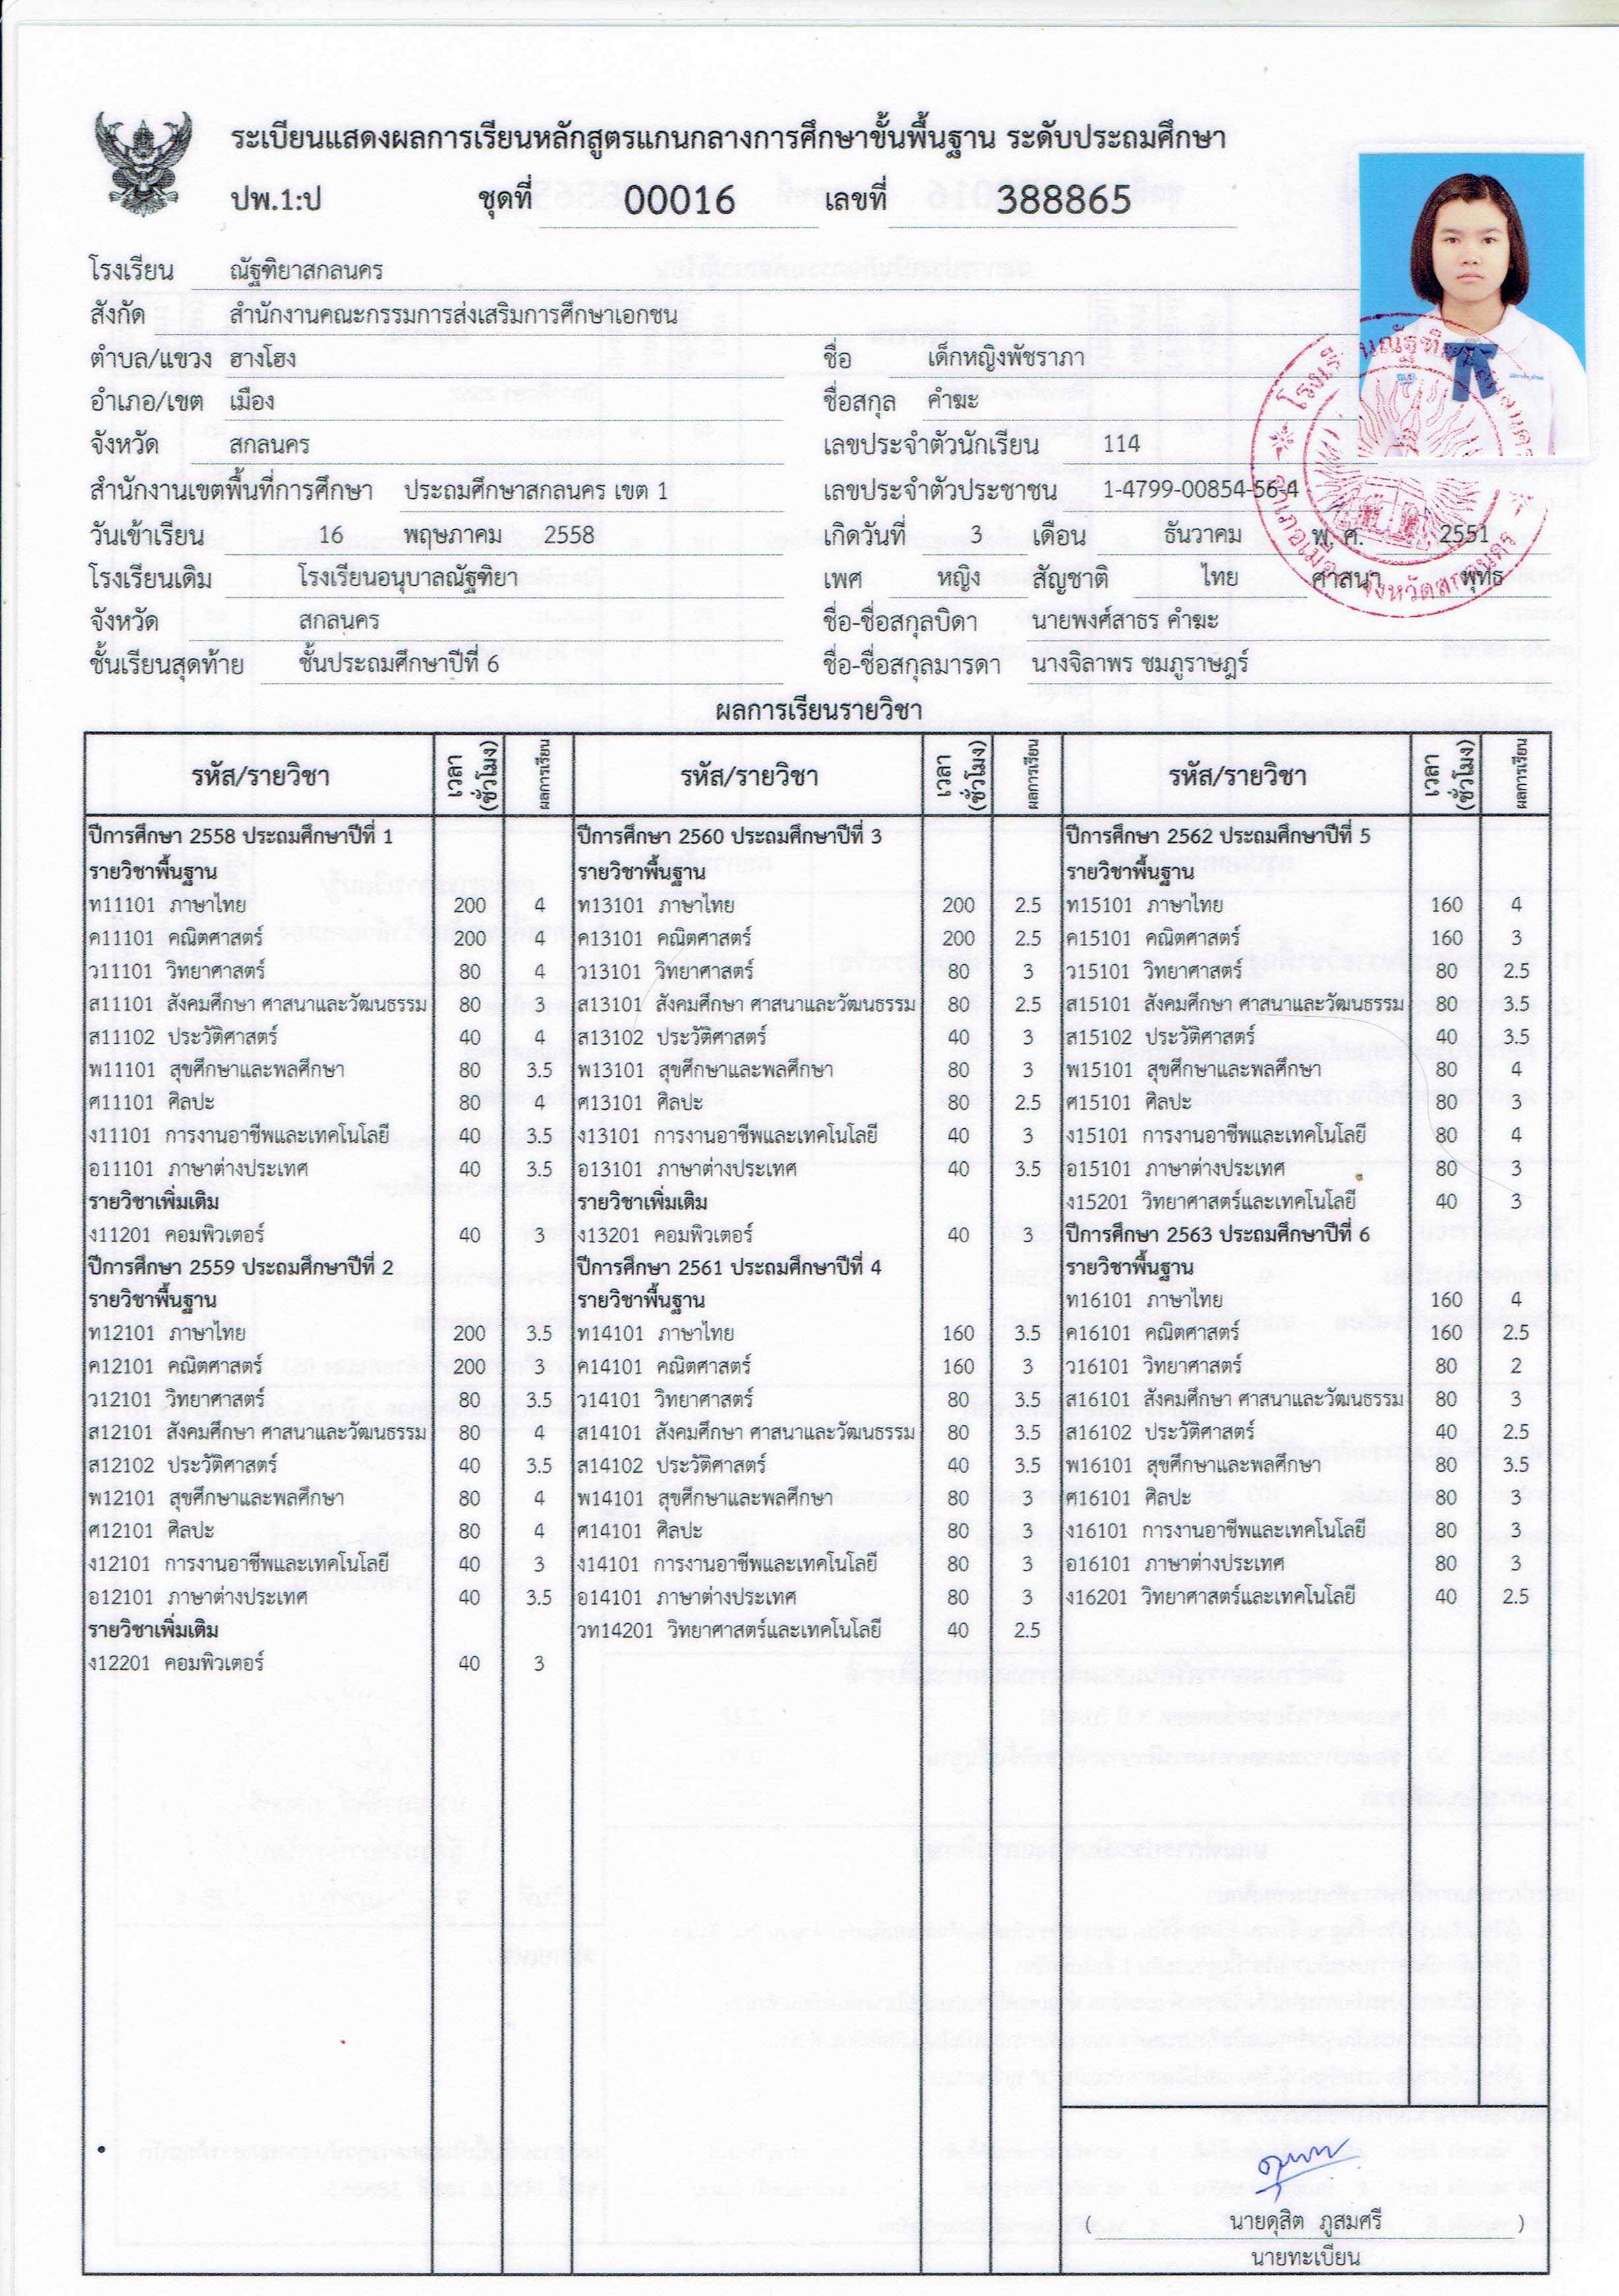 ระเบียนแสดงผลการเรียนหลักสูตรแกนกลางการศึกษาขั้นพื้นฐาน ระดับประถมศึกษา
ปพ.1:ป ชุดที่ 00016 เลขที่ 388865
โรงเรียน ณัฐฑิยาสกลนคร
สังกัด สำนักงานคณะกรรมการส่งเสริมการศึกษาเอกชน
ตำบล/แขวง ฮางโฮง
อำเภอ/เขต เมือง
จังหวัด สกลนคร
สำนักงานเขตพื้นที่การศึกษา ประถมศึกษาสกลนคร เขต 1
วันเข้าเรียน 16 พฤษภาคม 2558
โรงเรียนเดิม โรงเรียนอนุบาลณัฐฑิยา
จังหวัด สกลนคร
ชั้นเรียนสุดท้าย ชั้นประถมศึกษาปีที่ 6
ชื่อ เด็กหญิงพัชราภา
ชื่อสกุล คำฆะ
เลขประจำตัวนักเรียน 114
เลขประจำตัวประชาชน 1-4799-00854-56-4
เกิดวันที่ 3 เดือน ธันวาคม พ.ศ. 2551
เพศ หญิง สัญชาติ ไทย ศาสนา พุทธ
ชื่อ-ชื่อสกุลบิดา นายพงศ์สาธร คำฆะ
ชื่อ-ชื่อสกุลมารดา นางจิลาพร ชมภูราษฎร์
ผลการเรียนรายวิชา
รหัส/รายวิชา เวลา (ชั่วโมง) ผลการเรียน
ปีการศึกษา 2558 ประถมศึกษาปีที่ 1
รายวิชาพื้นฐาน
ท11101 ภาษาไทย 200 4
ค11101 คณิตศาสตร์ 200 4
ว11101 วิทยาศาสตร์ 80 4
ส11101 สังคมศึกษา ศาสนาและวัฒนธรรม 80 3
ส11102 ประวัติศาสตร์ 40 4
พ11101 สุขศึกษาและพลศึกษา 80 3.5
ศ11101 ศิลปะ 80 4
ง11101 การงานอาชีพและเทคโนโลยี 40 3.5
อ11101 ภาษาต่างประเทศ 40 3.5
รายวิชาเพิ่มเติม
ง11201 คอมพิวเตอร์ 40 3
ปีการศึกษา 2559 ประถมศึกษาปีที่ 2
รายวิชาพื้นฐาน
ท12101 ภาษาไทย 200 3.5
ค12101 คณิตศาสตร์ 200 3
ว12101 วิทยาศาสตร์ 80 3.5
ส12101 สังคมศึกษา ศาสนาและวัฒนธรรม 80 4
ส12102 ประวัติศาสตร์ 40 3.5
พ12101 สุขศึกษาและพลศึกษา 80 4
ศ12101 ศิลปะ 80 4
ง12101 การงานอาชีพและเทคโนโลยี 40 3
อ12101 ภาษาต่างประเทศ 40 3.5
รายวิชาเพิ่มเติม
ง12201 คอมพิวเตอร์ 40 3
รหัส/รายวิชา เวลา (ชั่วโมง) ผลการเรียน
ปีการศึกษา 2560 ประถมศึกษาปีที่ 3
รายวิชาพื้นฐาน
ท13101 ภาษาไทย 200 2.5
ค13101 คณิตศาสตร์ 200 2.5
ว13101 วิทยาศาสตร์ 80 3
ส13101 สังคมศึกษา ศาสนาและวัฒนธรรม 80 2.5
ส13102 ประวัติศาสตร์ 40 3
พ13101 สุขศึกษาและพลศึกษา 80 3
ศ13101 ศิลปะ 80 2.5
ง13101 การงานอาชีพและเทคโนโลยี 40 3
อ13101 ภาษาต่างประเทศ 40 3.5
รายวิชาเพิ่มเติม
ง13201 คอมพิวเตอร์ 40 3
ปีการศึกษา 2561 ประถมศึกษาปีที่ 4
รายวิชาพื้นฐาน
ท14101 ภาษาไทย 160 3.5
ค14101 คณิตศาสตร์ 160 3
ว14101 วิทยาศาสตร์ 80 3.5
ส14101 สังคมศึกษา ศาสนาและวัฒนธรรม 80 3.5
ส14102 ประวัติศาสตร์ 40 3.5
พ14101 สุขศึกษาและพลศึกษา 80 3
ศ14101 ศิลปะ 80 3
ง14101 การงานอาชีพและเทคโนโลยี 80 3
อ14101 ภาษาต่างประเทศ 80 3
วท14201 วิทยาศาสตร์และเทคโนโลยี 40 2.5
รหัส/รายวิชา เวลา (ชั่วโมง) ผลการเรียน
ปีการศึกษา 2562 ประถมศึกษาปีที่ 5
รายวิชาพื้นฐาน
ท15101 ภาษาไทย 160 4
ค15101 คณิตศาสตร์ 160 3
ว15101 วิทยาศาสตร์ 80 2.5
ส15101 สังคมศึกษา ศาสนาและวัฒนธรรม 80 3.5
ส15102 ประวัติศาสตร์ 40 3.5
พ15101 สุขศึกษาและพลศึกษา 80 4
ศ15101 ศิลปะ 80 3
ง15101 การงานอาชีพและเทคโนโลยี 80 4
อ15101 ภาษาต่างประเทศ 80 3
ง15201 วิทยาศาสตร์และเทคโนโลยี 40 3
ปีการศึกษา 2563 ประถมศึกษาปีที่ 6
รายวิชาพื้นฐาน
ท16101 ภาษาไทย 160 4
ค16101 คณิตศาสตร์ 160 2.5
ว16101 วิทยาศาสตร์ 80 2
ส16101 สังคมศึกษา ศาสนาและวัฒนธรรม 80 3
ส16102 ประวัติศาสตร์ 40 2.5
พ16101 สุขศึกษาและพลศึกษา 80 3.5
ศ16101 ศิลปะ 80 3
ง16101 การงานอาชีพและเทคโนโลยี 80 3
อ16101 ภาษาต่างประเทศ 80 3
ง16201 วิทยาศาสตร์และเทคโนโลยี 40 2.5
( นายดุสิต ภูสมศรี )
นายทะเบียน